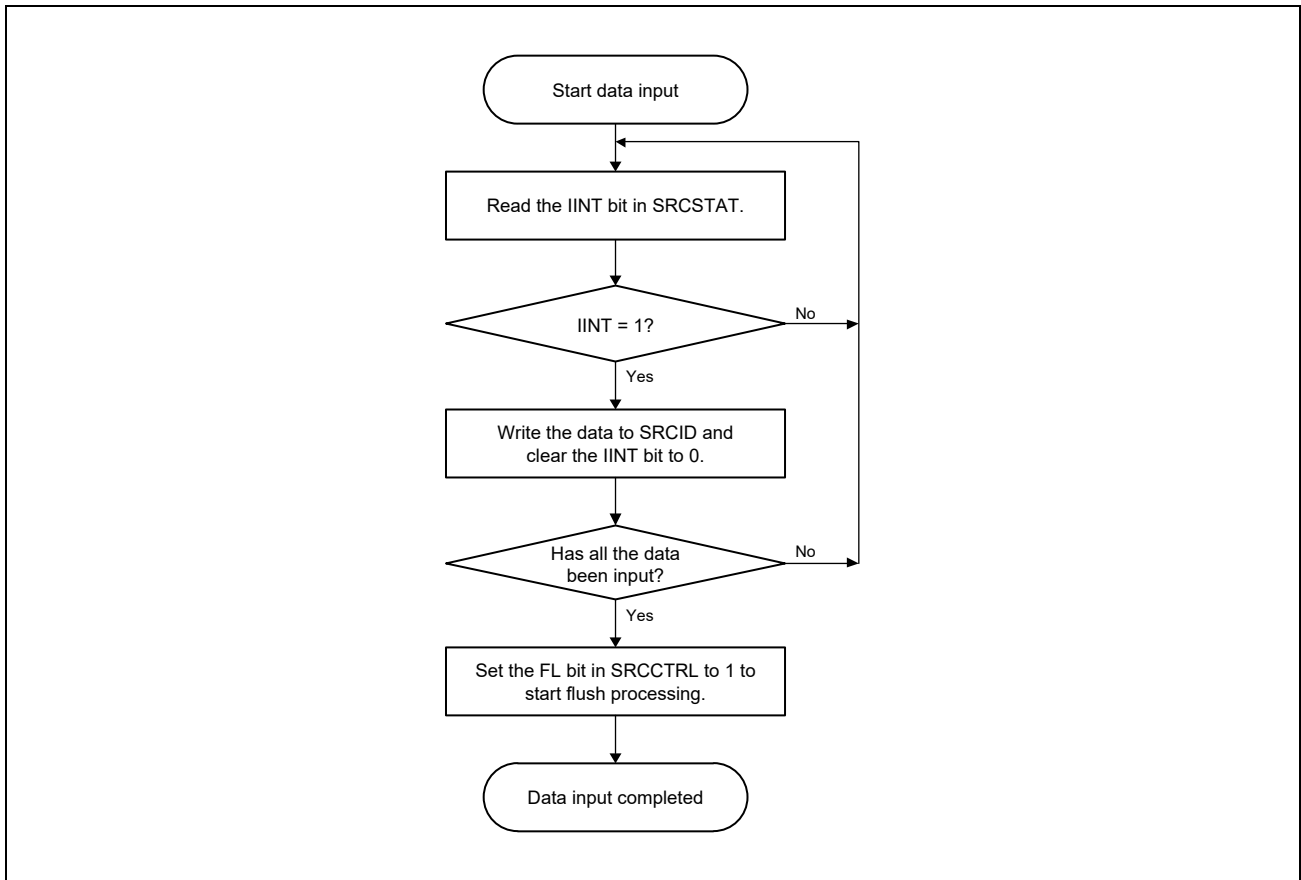 Start data input
Read the IINT bit in SRCSTAT.
IINT = 1?
No
Yes
Write the data to SRCID and
clear the IINT bit to 0.
Has all the data
been input?
No
Yes
Set the FL bit in SRCCTRL to 1 to
start flush processing.
Data input completed